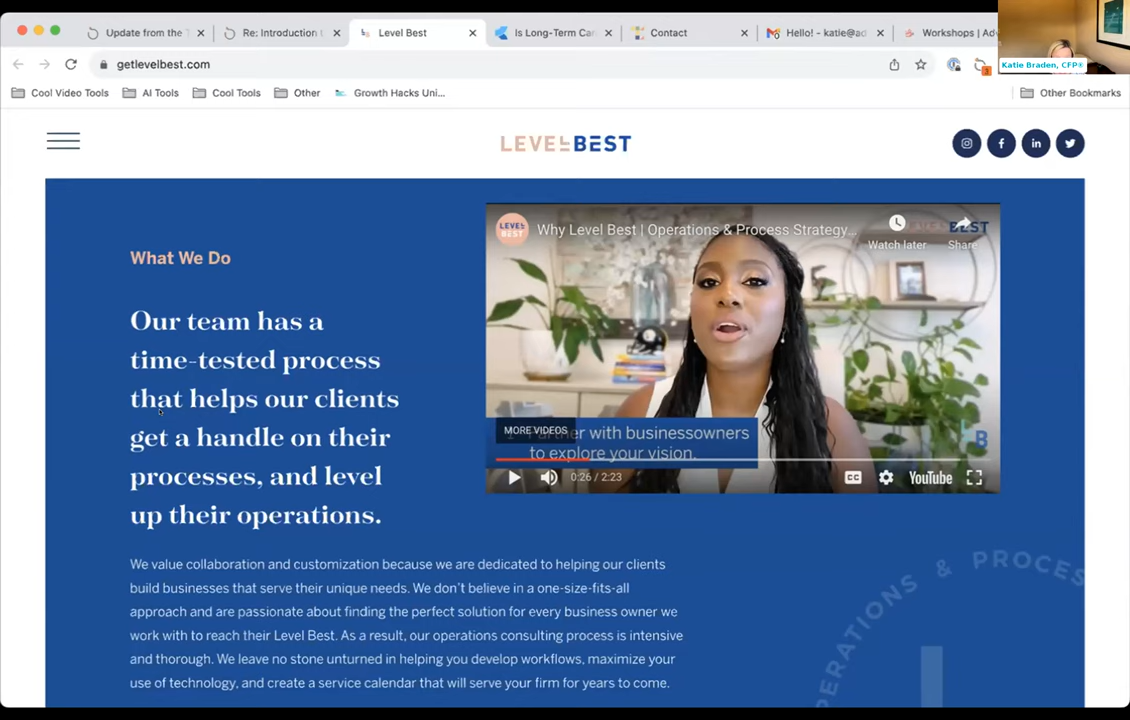 Update from the
Re: Introduction
Level Best
Is Long-Term Car
Contact
Hello! - katie@ad
Workshops | Adv
Katie Braden, CFP®
getlevelbest.com
3
Cool Video Tools
AI Tools
Cool Tools
Other
Growth Hacks Uni...
Other Bookmarks
LEVEL BEST
What We Do
Our team has a
time-tested process
that helps our clients
get a handle on their
processes, and level
up their operations.
LEVEL
BEST
Why Level Best | Operations & Process Strategy...
Watch later
Share
MORE VIDEOS
Partner with businessowners
to explore your vision.
0:26 / 2:23
CC
YouTube
We value collaboration and customization because we are dedicated to helping our clients
build businesses that serve their unique needs. We don't believe in a one-size-fits-all
approach and are passionate about finding the perfect solution for every business owner we
work with to reach their Level Best. As a result, our operations consulting process is intensive
and thorough. We leave no stone unturned in helping you develop workflows, maximize your
use of technology, and create a service calendar that will serve your firm for years to come.
OPERATIONS & PROCESS